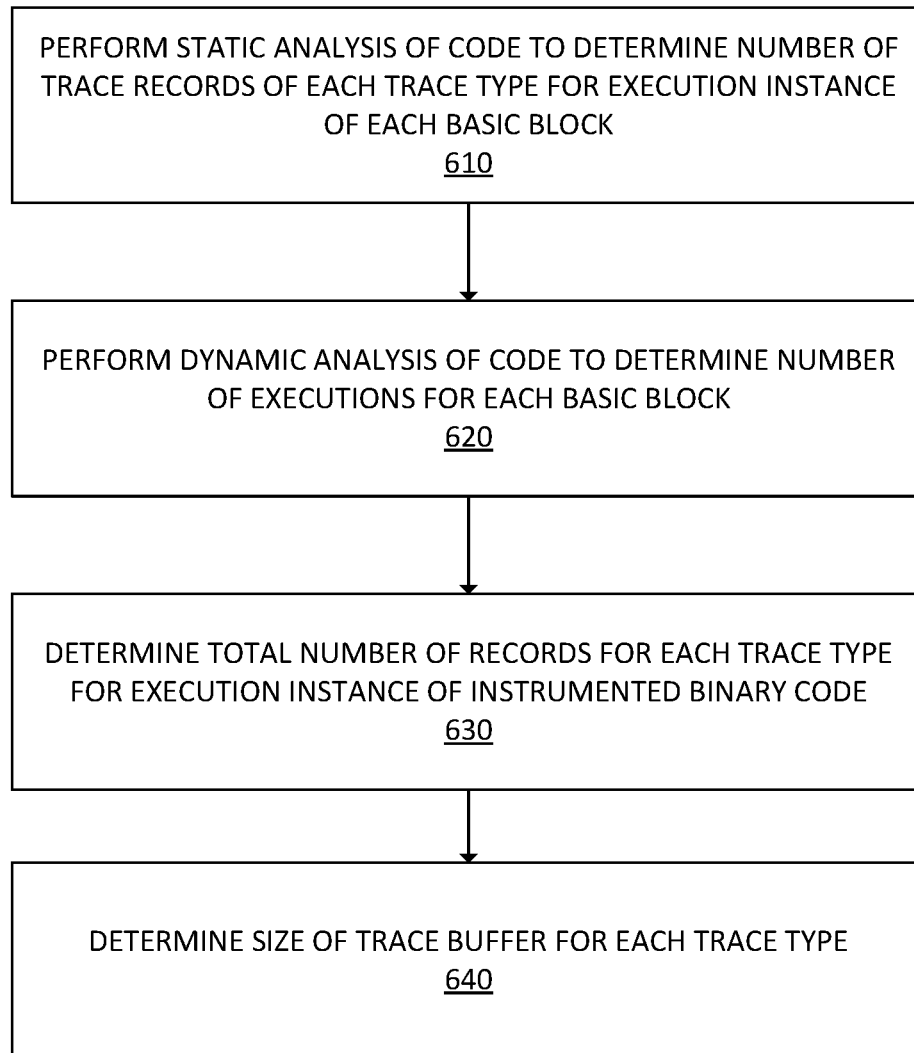 PERFORM STATIC ANALYSIS OF CODE TO DETERMINE NUMBER OF
TRACE RECORDS OF EACH TRACE TYPE FOR EXECUTION INSTANCE
OF EACH BASIC BLOCK
610
PERFORM DYNAMIC ANALYSIS OF CODE TO DETERMINE NUMBER
OF EXECUTIONS FOR EACH BASIC BLOCK
620
DETERMINE TOTAL NUMBER OF RECORDS FOR EACH TRACE TYPE
FOR EXECUTION INSTANCE OF INSTRUMENTED BINARY CODE
630
DETERMINE SIZE OF TRACE BUFFER FOR EACH TRACE TYPE
640